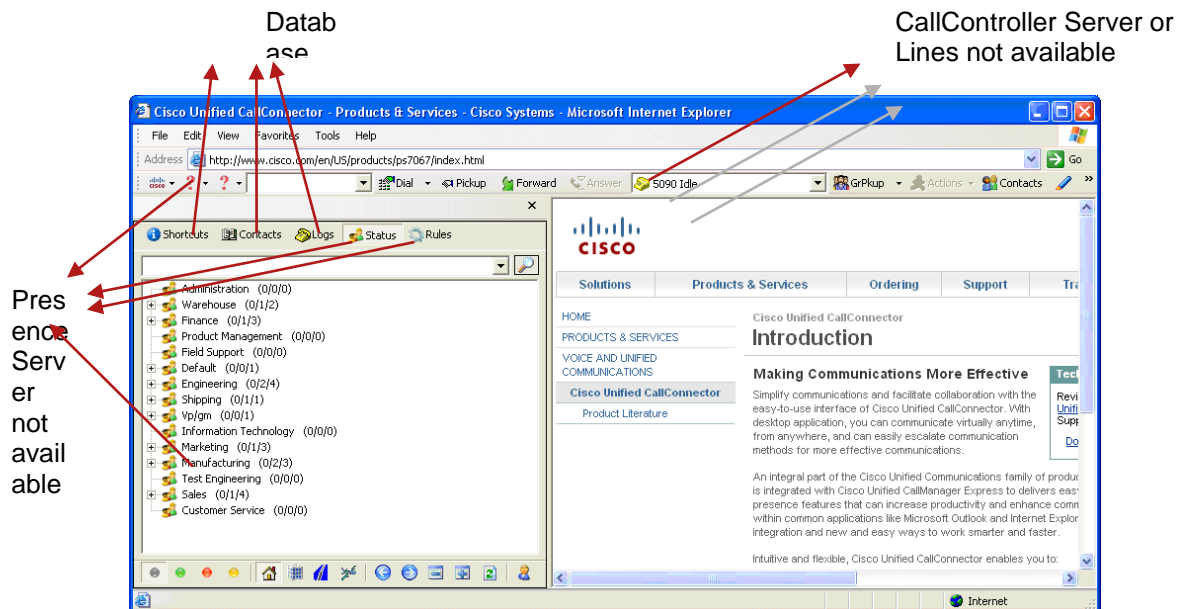 Datab
ase
CallController Server or
Lines not available
Cisco Unified CallConnector - Products & Services - Cisco Systems - Microsoft Internet Explorer
File Edit View Favorites Tools Help
Address http://www.cisco.com/en/US/products/ps7067/index.html Go
Dial Pickup Forward Answer 5090 Idle GrPkup Actions Contacts »
Shortcuts Contacts Logs Status Rules
Administration (0/0/0)
Warehouse (0/1/2)
Finance (0/1/3)
Product Management (0/0/0)
Field Support (0/0/0)
Default (0/0/1)
Engineering (0/2/4)
Shipping (0/1/1)
Vp/gm (0/0/1)
Information Technology (0/0/0)
Marketing (0/1/3)
Manufacturing (0/2/3)
Test Engineering (0/0/0)
Sales (0/1/4)
Customer Service (0/0/0)
Pres
ence
Serv
er
not
avail
able
CISCO
Solutions Products & Services Ordering Support Tra
HOME
PRODUCTS & SERVICES
VOICE AND UNIFIED
COMMUNICATIONS
Cisco Unified CallConnector
Product Literature
Cisco Unified CallConnector
Introduction
Making Communications More Effective
Simplify communications and facilitate collaboration with the
easy-to-use interface of Cisco Unified CallConnector. With
desktop application, you can communicate virtually anytime,
from anywhere, and can easily escalate communication
methods for more effective communications.
Tech
Revi
Unifi
Supp
Do
An integral part of the Cisco Unified Communications family of produc
is integrated with Cisco Unified CallManager Express to delivers easy
presence features that can increase productivity and enhance comm
within common applications like Microsoft Outlook and Internet Explor
integration and new and easy ways to work smarter and faster.
Intuitive and flexible, Cisco Unified CallConnector enables you to:
Internet